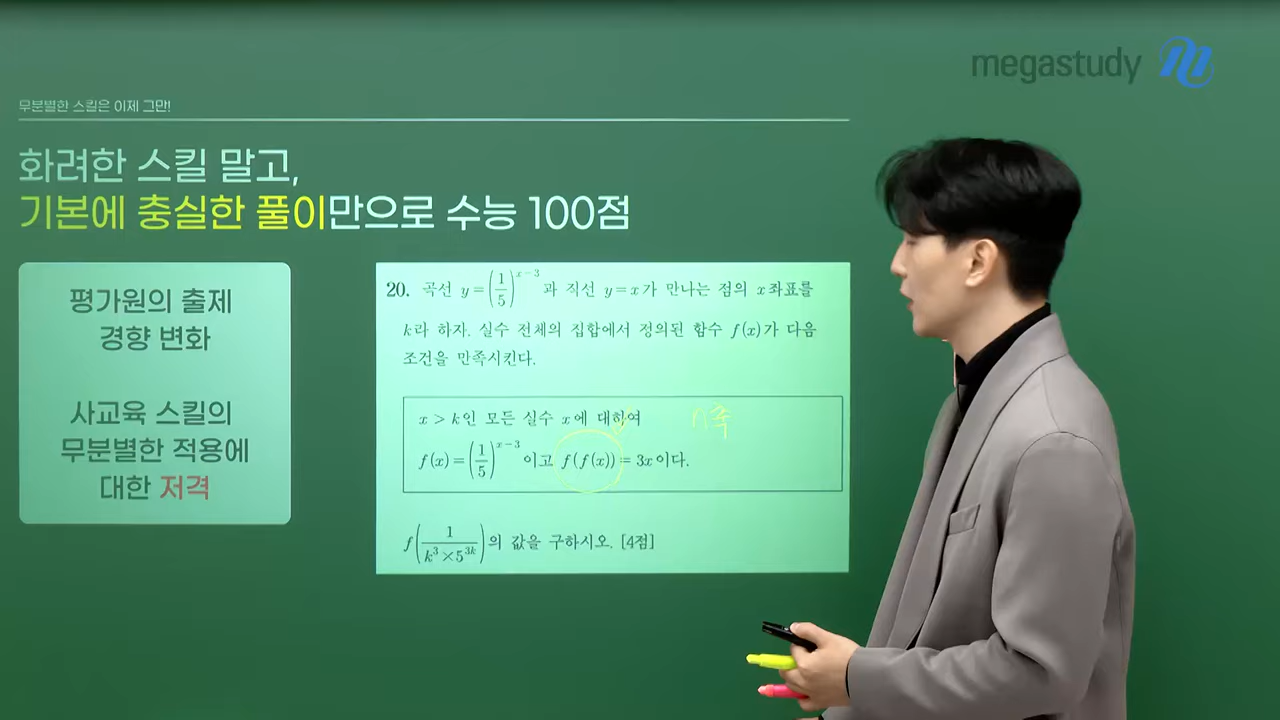 megastudy
무분별한 스킬은 이제 그만!
화려한 스킬 말고,
기본에 충실한 풀이만으로 수능 100점
평가원의 출제
경향 변화
사교육 스킬의
무분별한 적용에
대한 저격
20. 곡선 y=(1/5)^{x-3} 과 직선 y=x가 만나는 점의 x좌표를
k라 하자. 실수 전체의 집합에서 정의된 함수 f(x)가 다음
조건을 만족시킨다.
x>k인 모든 실수 x에 대하여
f(x)=(1/5)^{x-3} 이고 f(f(x))=3x이다.
f(1/(k^3×5^{3k}))의 값을 구하시오. [4점]